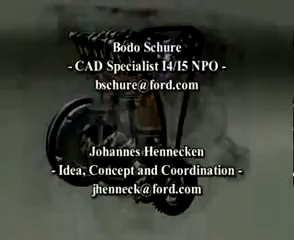 Bodo Schure
- CAD Specialist I4/I5 NPO -
bschure@ford.com
Johannes Hennecken
- Idea, Concept and Coordination -
jhenneck@ford.com